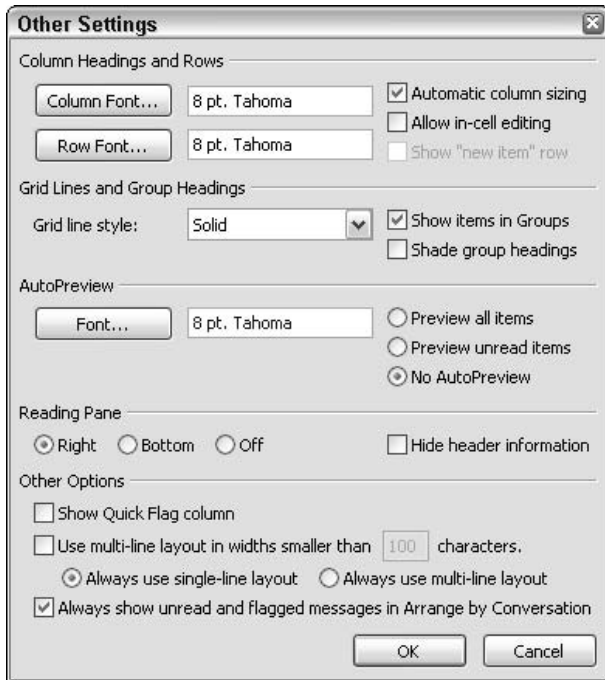 Other Settings
Column Headings and Rows
Column Font...
8 pt. Tahoma
Automatic column sizing
Allow in-cell editing
Row Font...
8 pt. Tahoma
Show "new item" row
Grid Lines and Group Headings
Grid line style:
Solid
Show items in Groups
Shade group headings
AutoPreview
Font...
8 pt. Tahoma
Preview all items
Preview unread items
No AutoPreview
Reading Pane
Right
Bottom
Off
Hide header information
Other Options
Show Quick Flag column
Use multi-line layout in widths smaller than 100 characters.
Always use single-line layout
Always use multi-line layout
Always show unread and flagged messages in Arrange by Conversation
OK
Cancel